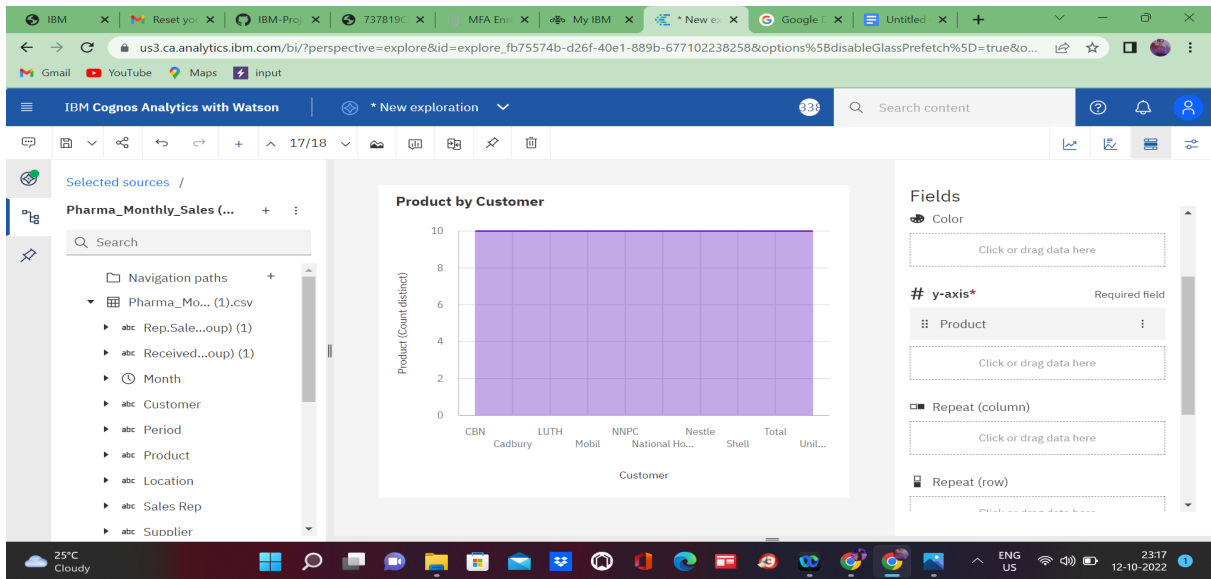 IBM
Reset you
IBM-Proj
737819C
MFA Enr
My IBM
* New ex
Google D
Untitled
us3.ca.analytics.ibm.com/bi/?perspective=explore&id=explore_fb75574b-d26f-40e1-889b-677102238258&options%5BdisableGlassPrefetch%5D=true&o...
Gmail YouTube Maps input
IBM Cognos Analytics with Watson
* New exploration
338
Search content
17/18
Selected sources /
Pharma_Monthly_Sales (...
Search
Navigation paths
Pharma_Mo... (1).csv
abc Rep.Sale...oup) (1)
abc Received...oup) (1)
Month
abc Customer
abc Period
abc Product
abc Location
abc Sales Rep
abc Supplier
Product by Customer
Product (Count distinct)
10
8
6
4
2
0
CBN LUTH NNPC Nestle Total
Cadbury Mobil National Ho... Shell Unil...
Customer
Fields
Color
Click or drag data here
# y-axis* Required field
Product
Click or drag data here
Repeat (column)
Click or drag data here
Repeat (row)
Click or drag data here
25°C
Cloudy
ENG
US
23:17
12-10-2022
1